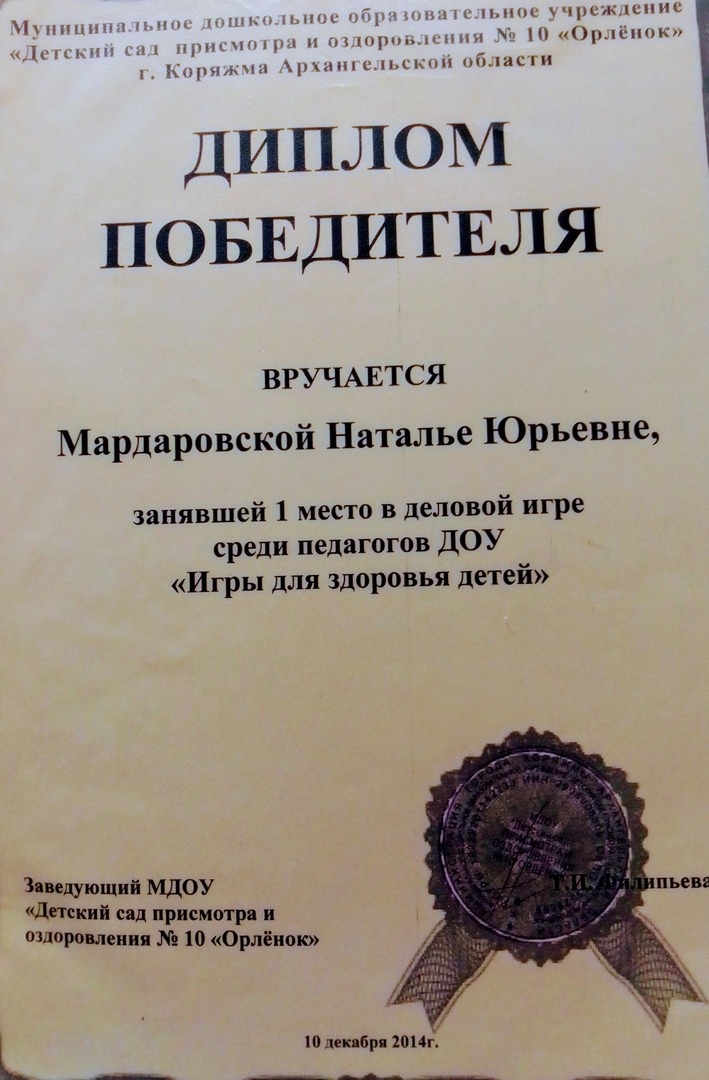 Муниципальное дошкольное образовательное учреждение
«Детский сад присмотра и оздоровления № 10 «Орлёнок»
г. Коряжма Архангельской области
ДИПЛОМ
ПОБЕДИТЕЛЯ
ВРУЧАЕТСЯ
Мардаровской Наталье Юрьевне,
занявшей 1 место в деловой игре
среди педагогов ДОУ
«Игры для здоровья детей»
Заведующий МДОУ
«Детский сад присмотра и
оздоровления № 10 «Орлёнок»
Т.И. Филипьева
10 декабря 2014г.